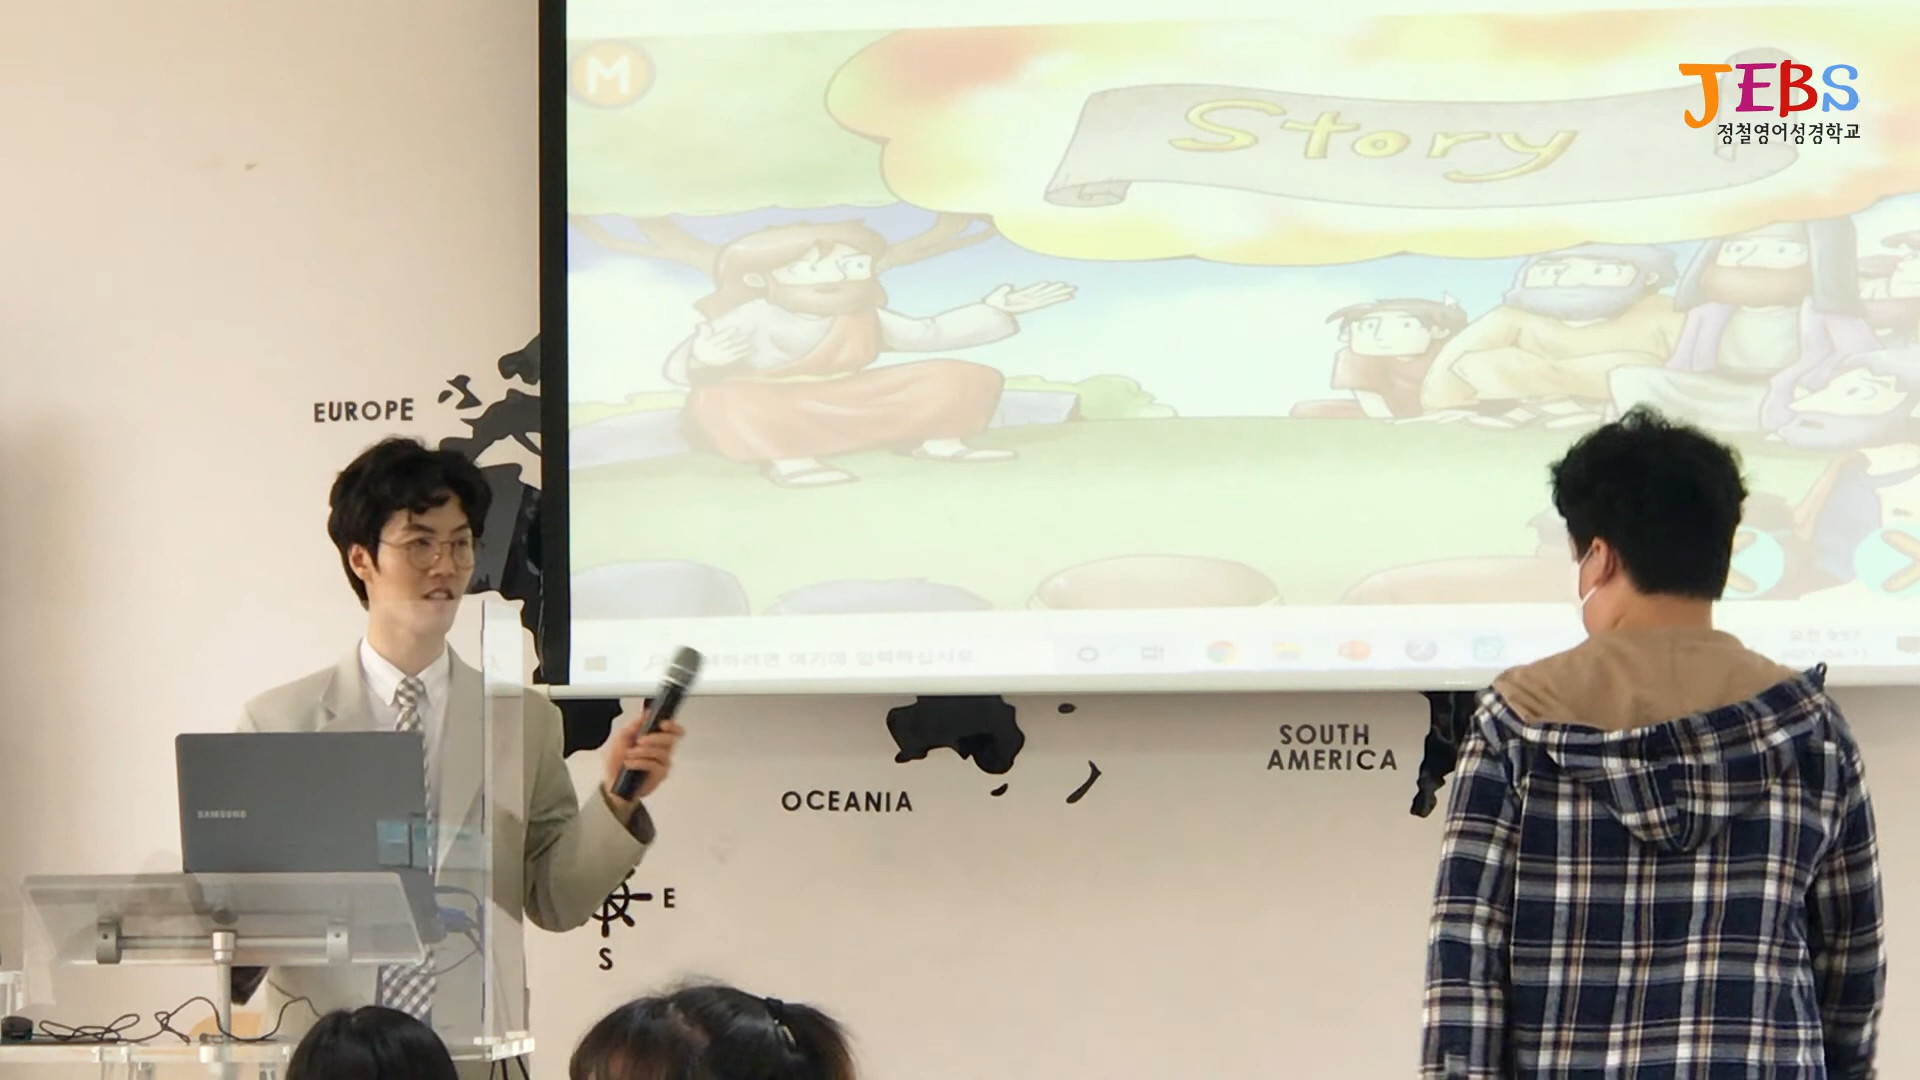 M
Story
JEBS
정철영어성경학교
EUROPE
SOUTH
AMERICA
OCEANIA
SAMSUNG
E
S